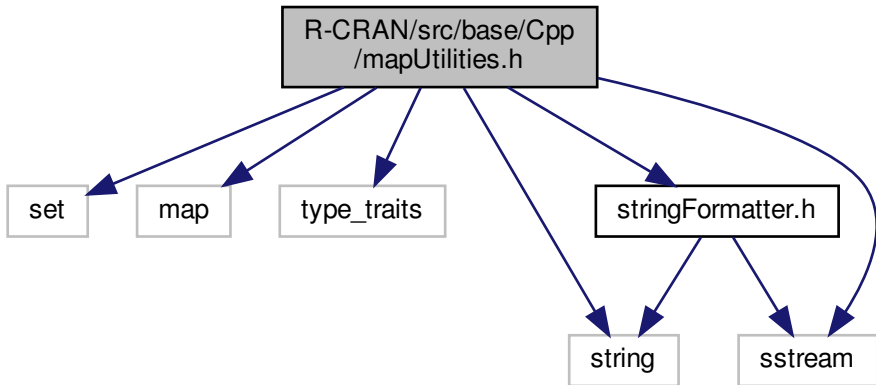 R-CRAN/src/base/Cpp
/mapUtilities.h
set
map
type_traits
stringFormatter.h
string
sstream